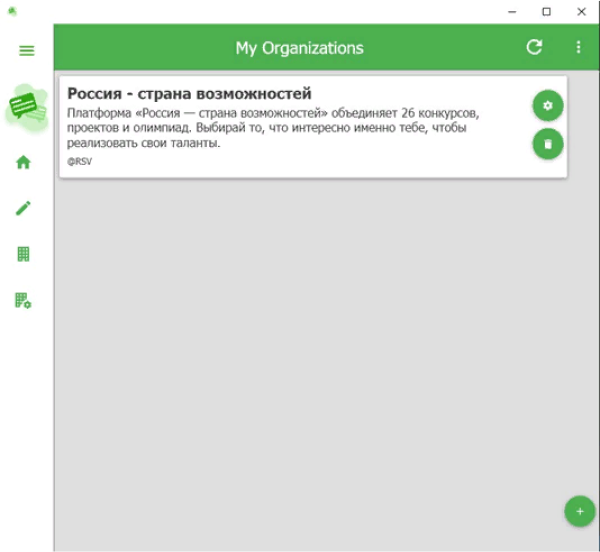 My Organizations
Россия - страна возможностей
Платформа «Россия — страна возможностей» объединяет 26 конкурсов,
проектов и олимпиад. Выбирай то, что интересно именно тебе, чтобы
реализовать свои таланты.
@RSV